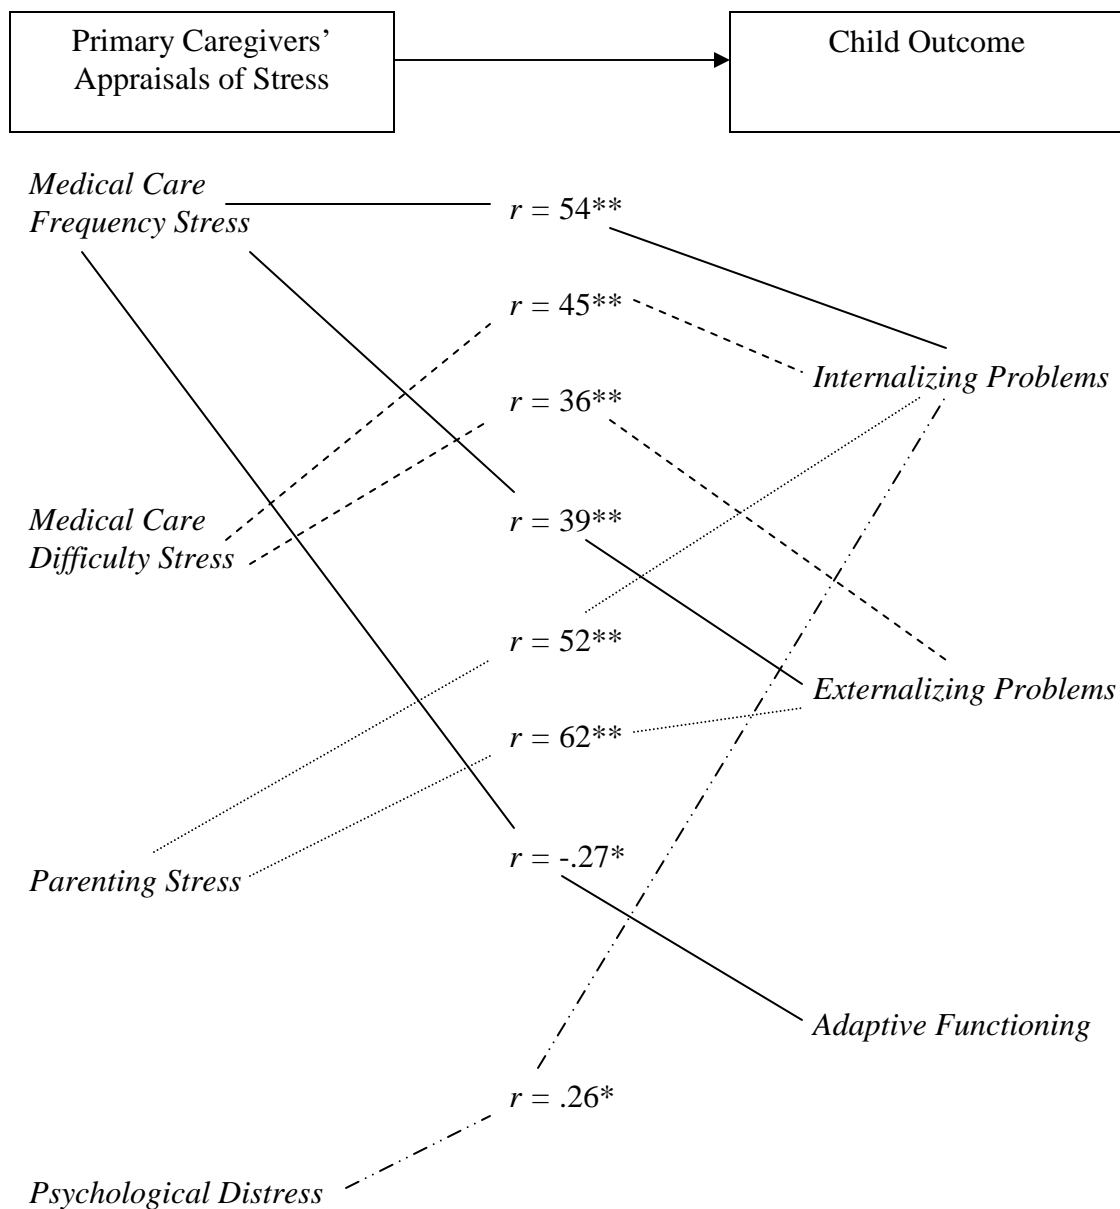 Primary Caregivers’
Appraisals of Stress
Child Outcome
Medical Care
Frequency Stress
r = 54**
r = 45**
Internalizing Problems
r = 36**
Medical Care
Difficulty Stress
r = 39**
r = 52**
Externalizing Problems
r = 62**
Parenting Stress
r = -.27*
Adaptive Functioning
r = .26*
Psychological Distress